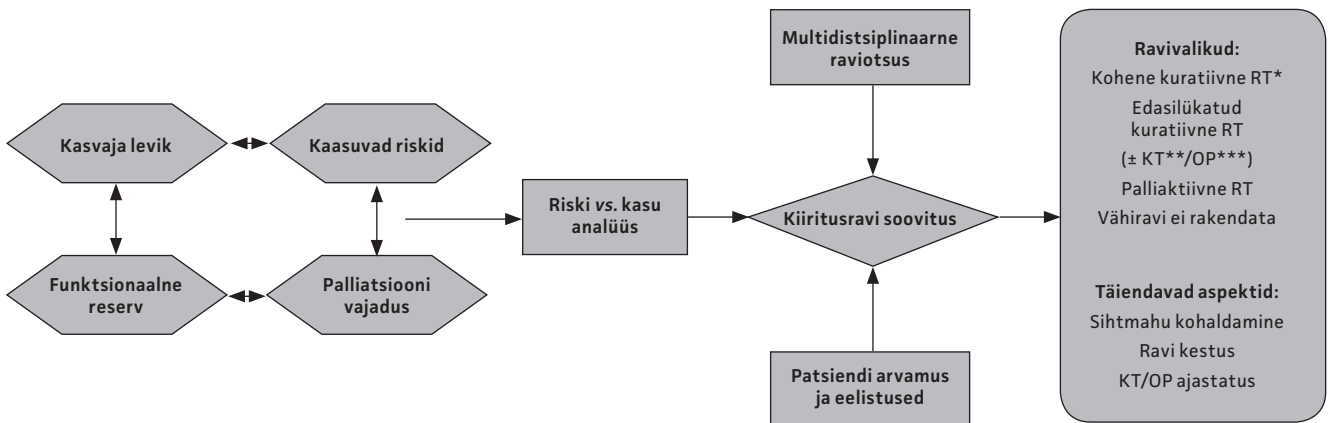 Kasvaja levik
Kaasuvad riskid
Funktsionaalne
reserv
Palliatsiooni
vajadus
Riski vs. kasu
analüüs
Multidistsiplinaarne
raviotsus
Kiiritusravi soovitus
Patsiendi arvamus
ja eelistused
Ravivalikud:
Kohene kuratiivne RT*
Edasilükatud
kuratiivne RT
(± KT**/OP***)
Palliaktiivne RT
Vähiravi ei rakendata
Täiendavad aspektid:
Sihtmahu kohaldamine
Ravi kestus
KT/OP ajastatus